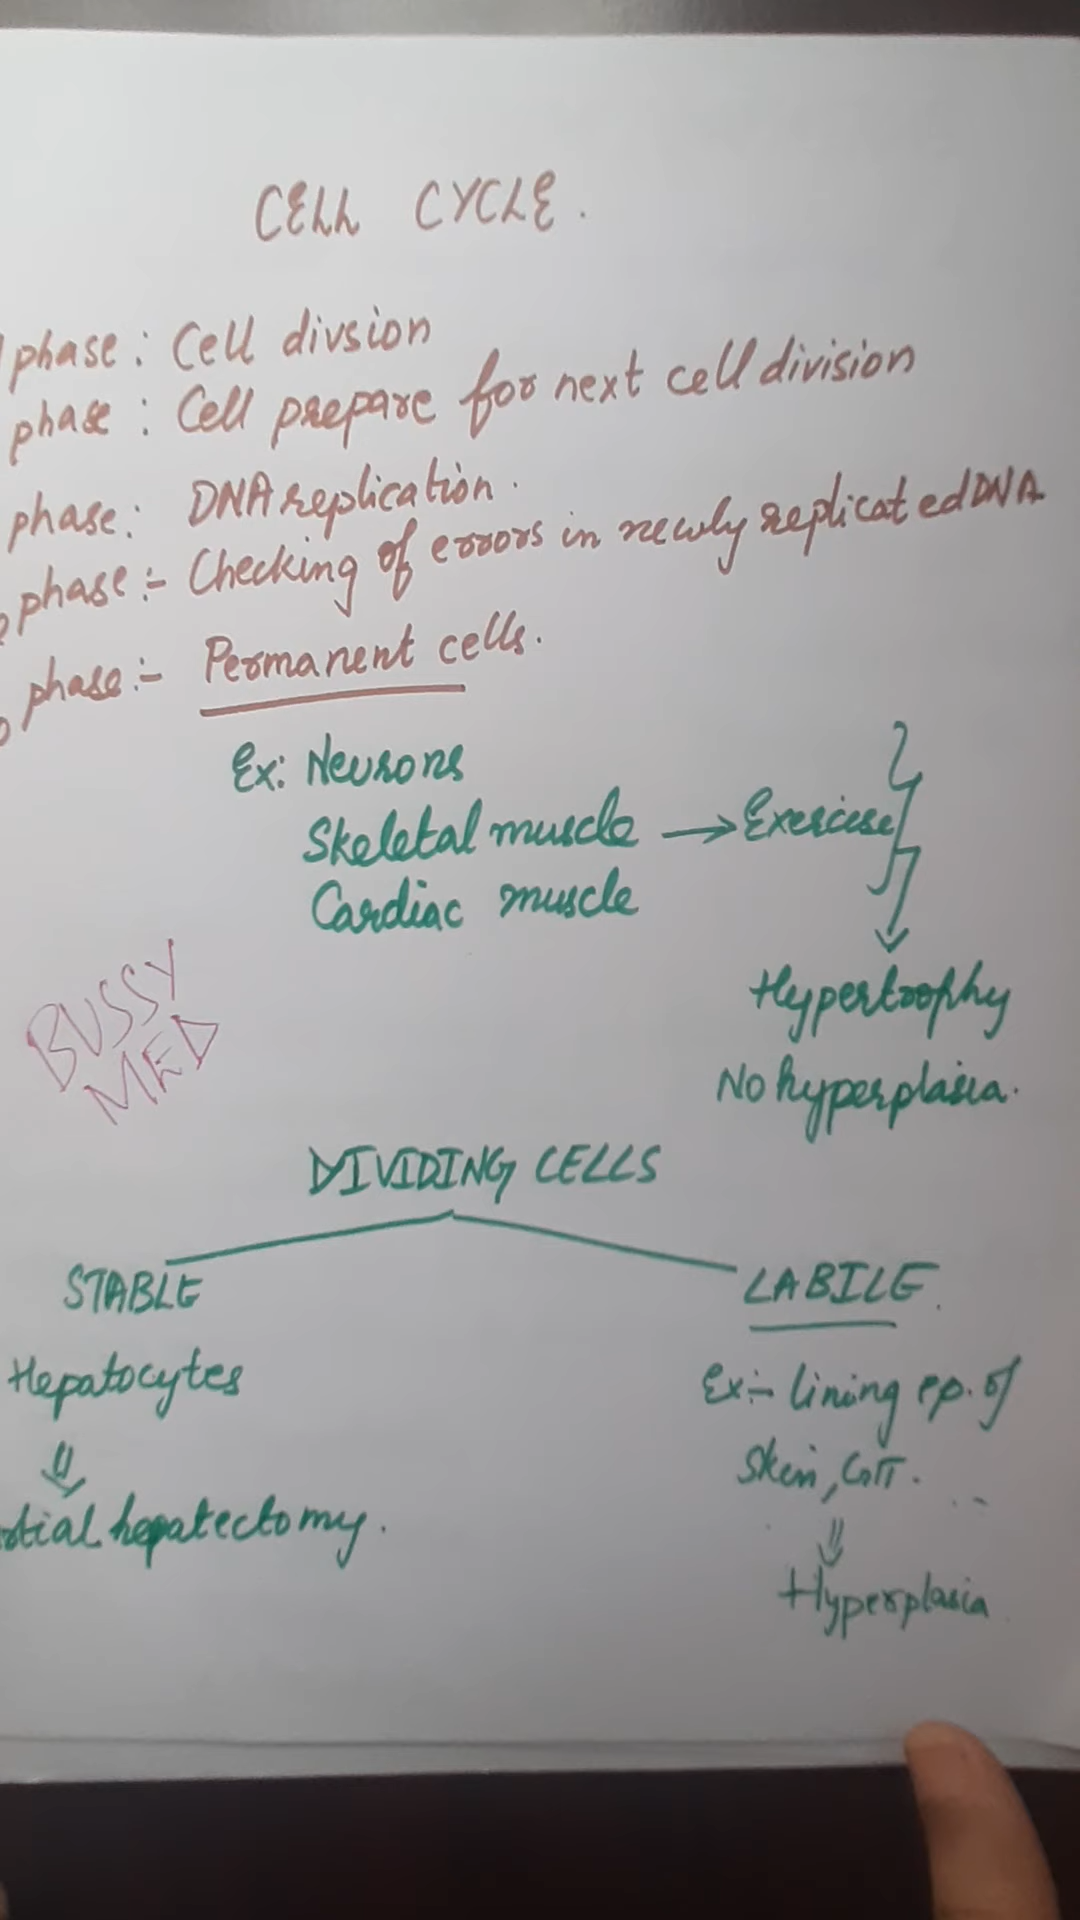 CELL CYCLE.
phase: Cell divsion
phase: Cell prepare for next cell division
phase: DNA replication.
phase:- Checking of errors in newly replicated DNA
phase:- Permanent cells.
Ex: Neurons
Skeletal muscle → Exercise
Cardiac muscle
Hypertrophy
No hyperplasia.
BUSSY
MED
DIVIDING CELLS
STABLE
LABILE.
Hepatocytes
Ex:- lining ep. of
Skin, GIT.
hepatectomy.
Hyperplasia